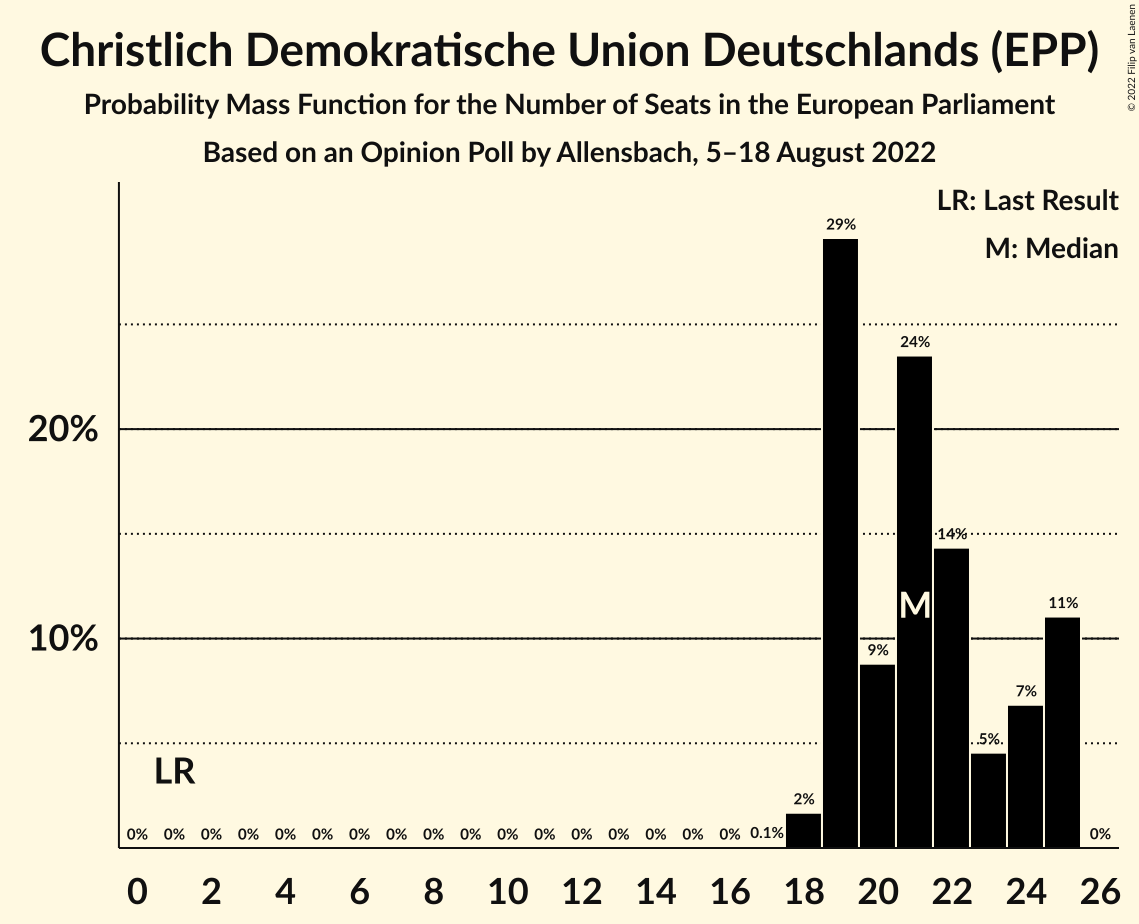 Christlich Demokratische Union Deutschlands (EPP)
Probability Mass Function for the Number of Seats in the European Parliament
Based on an Opinion Poll by Allensbach, 5–18 August 2022
© 2022 Filip van Laenen
LR: Last Result
M: Median
29%
24%
20%
14%
M
11%
10%
9%
7%
5%
LR
2%
0% 0% 0% 0% 0% 0% 0% 0% 0% 0% 0% 0% 0% 0% 0% 0% 0% 0.1% 0%
0 2 4 6 8 10 12 14 16 18 20 22 24 26